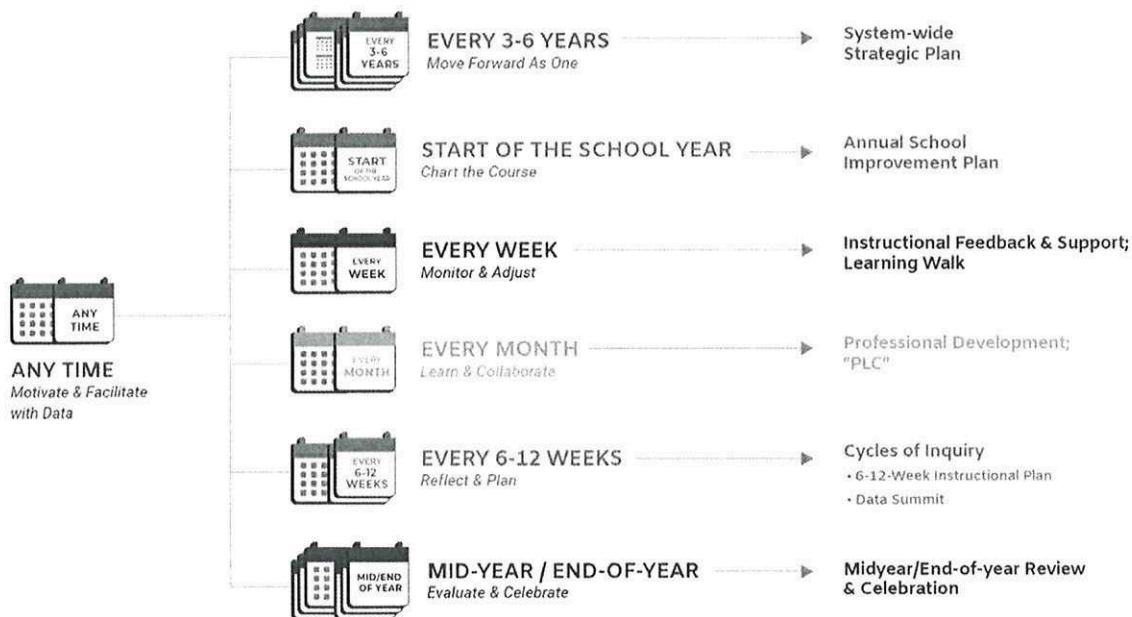 EVERY
3-6
YEARS
EVERY 3-6 YEARS
Move Forward As One
System-wide
Strategic Plan
START
OF THE
SCHOOL YEAR
START OF THE SCHOOL YEAR
Chart the Course
Annual School
Improvement Plan
EVERY
WEEK
EVERY WEEK
Monitor & Adjust
Instructional Feedback & Support;
Learning Walk
ANY
TIME
ANY TIME
Motivate & Facilitate
with Data
EVERY
MONTH
EVERY MONTH
Learn & Collaborate
Professional Development;
"PLC"
EVERY
6-12
WEEKS
EVERY 6-12 WEEKS
Reflect & Plan
Cycles of Inquiry
• 6-12-Week Instructional Plan
• Data Summit
MID/END
OF YEAR
MID-YEAR / END-OF-YEAR
Evaluate & Celebrate
Midyear/End-of-year Review
& Celebration